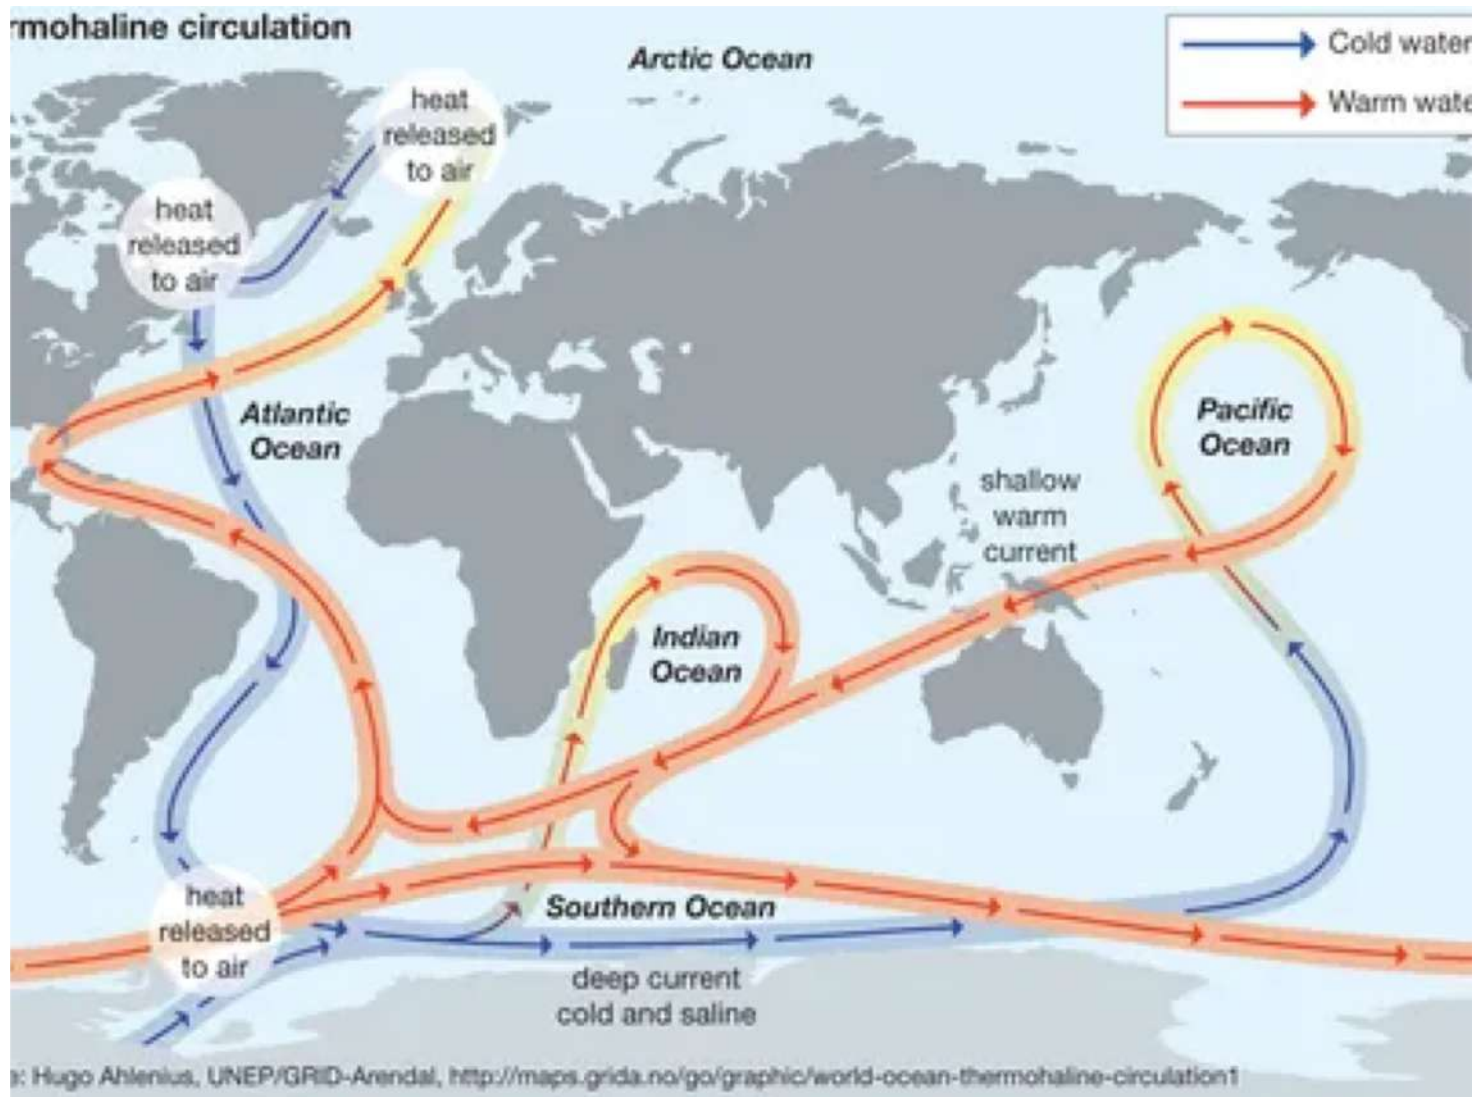 rmohaline circulation
Arctic Ocean
Cold water
Warm wate
heat
released
to air
heat
released
to air
Atlantic
Ocean
Pacific
Ocean
shallow
warm
current
Indian
Ocean
heat
released
to air
Southern Ocean
deep current
cold and saline
e: Hugo Ahlenius, UNEP/GRID-Arendal, http://maps.grida.no/go/graphic/world-ocean-thermohaline-circulation1